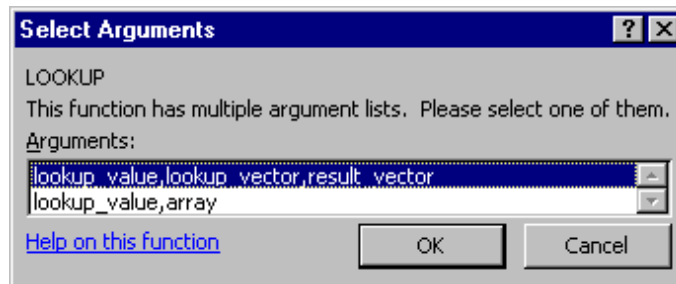 Select Arguments
? X
LOOKUP
This function has multiple argument lists.  Please select one of them.
Arguments:
lookup_value,lookup_vector,result_vector
lookup_value,array
Help on this function
OK
Cancel